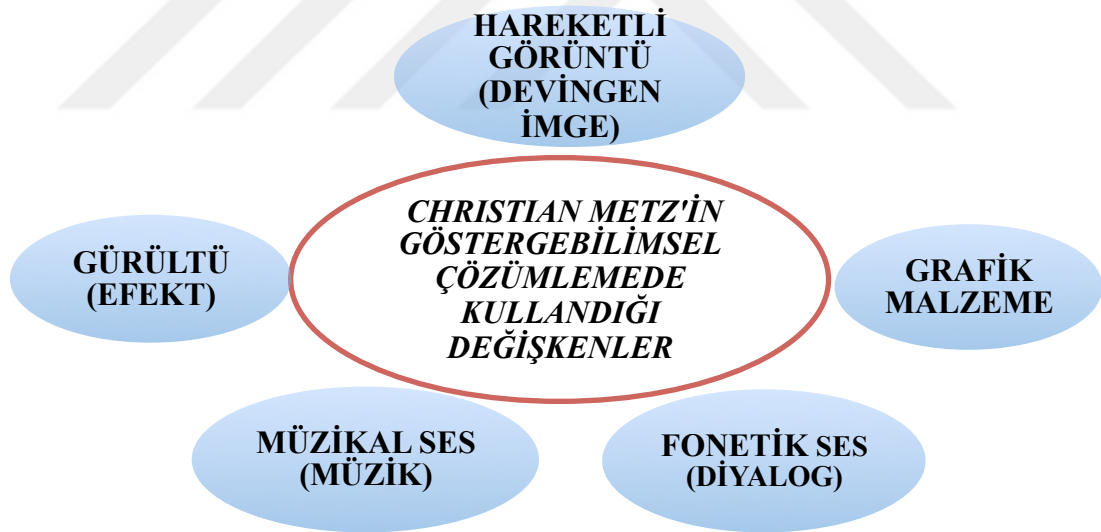 HAREKETLİ
GÖRÜNTÜ
(DEVİNGEN
İMGE)
CHRISTIAN METZ'İN
GÖSTERGEBİLİMSEL
ÇÖZÜMLEMEDE
KULLANDIĞI
DEĞİŞKENLER
GÜRÜLTÜ
(EFEKT)
GRAFİK
MALZEME
MÜZİKAL SES
(MÜZİK)
FONETİK SES
(DİYALOG)